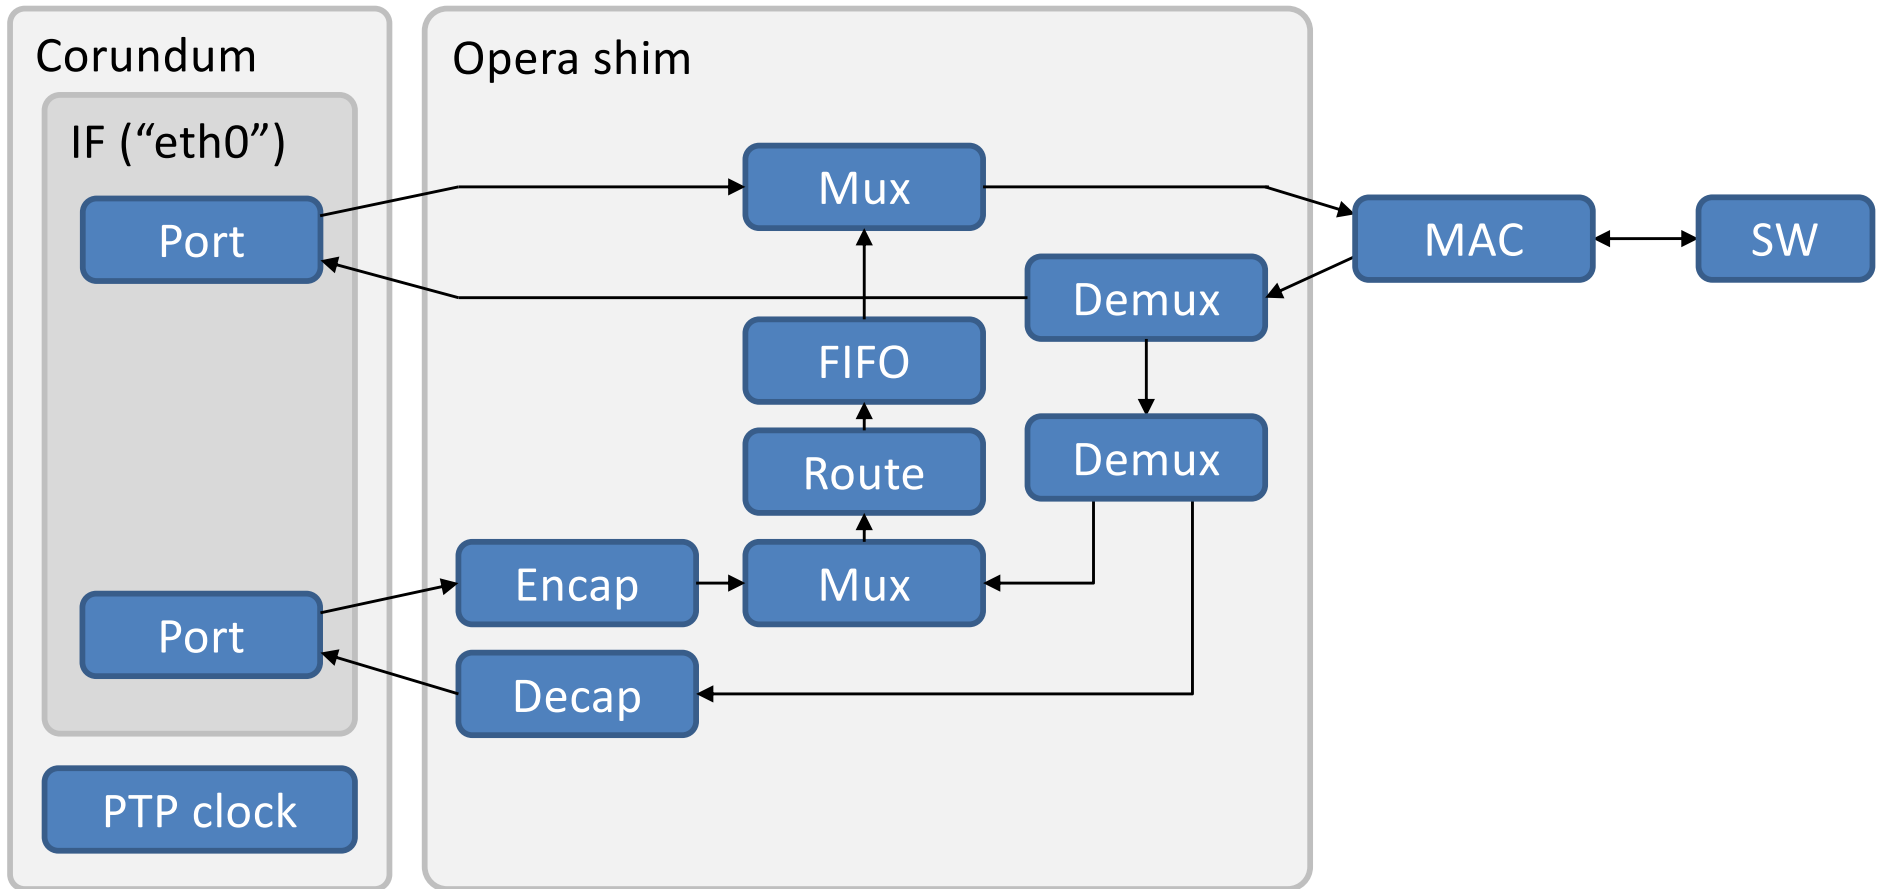 Corundum
IF (“eth0”)
Port
Port
PTP clock
Opera shim
Mux
Demux
FIFO
Demux
Route
Encap
Mux
Decap
MAC
SW